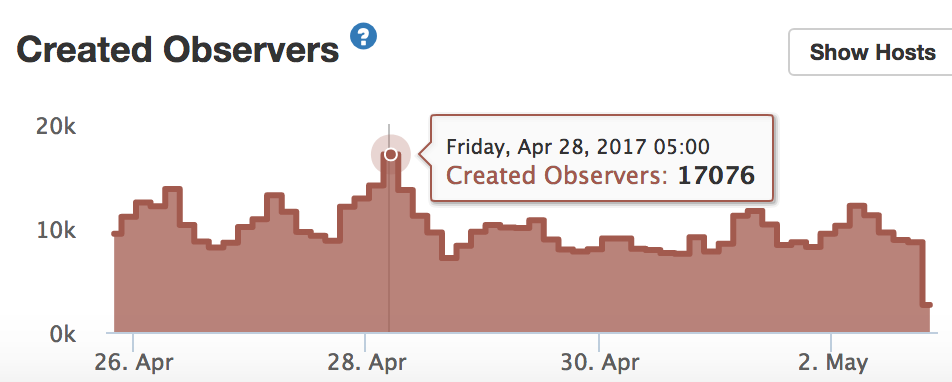 Created Observers ?
Show Hosts
20k
Friday, Apr 28, 2017 05:00
Created Observers: 17076
10k
0k
26. Apr 28. Apr 30. Apr 2. May